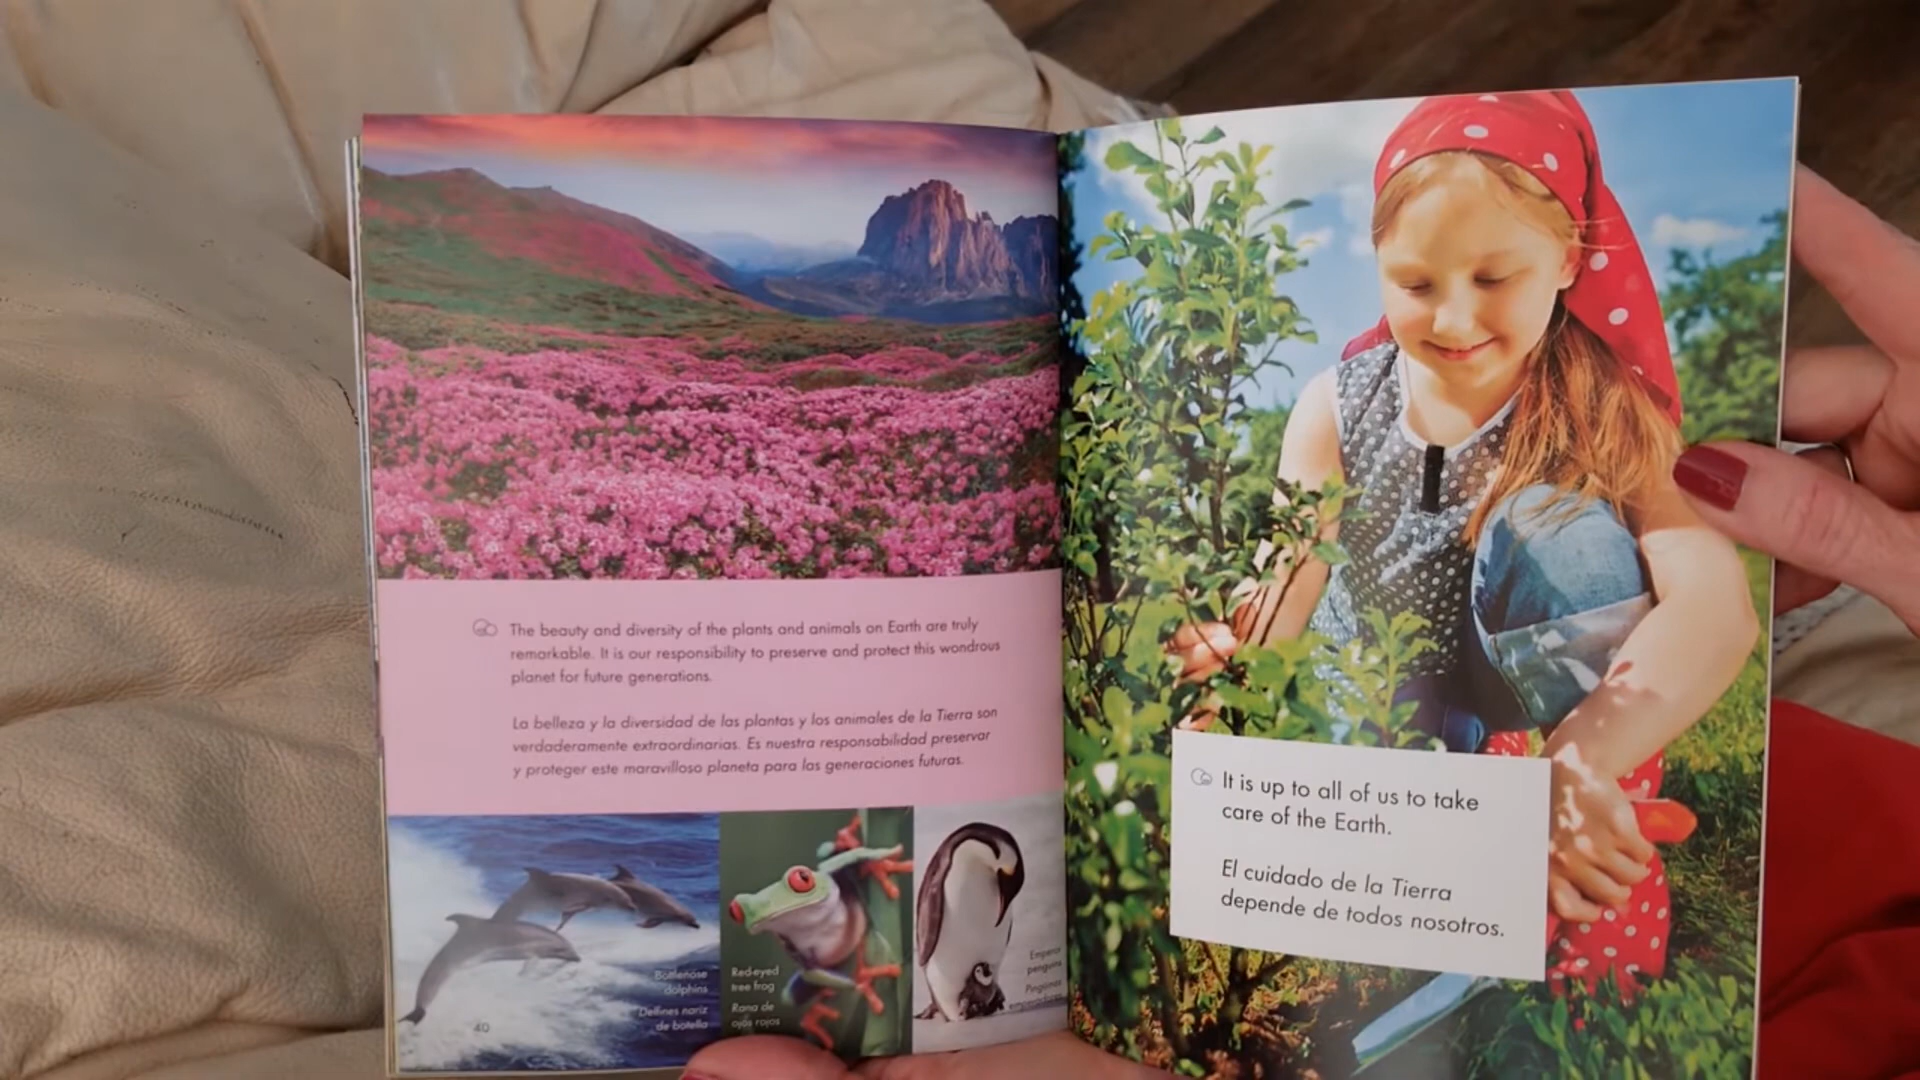 The beauty and diversity of the plants and animals on Earth are truly
remarkable. It is our responsibility to preserve and protect this wondrous
planet for future generations.
La belleza y la diversidad de las plantas y los animales de la Tierra son
verdaderamente extraordinarias. Es nuestra responsabilidad preservar
y proteger este maravilloso planeta para las generaciones futuras.
Bottlenose
dolphins
Delfines nariz
de botella
40
Red-eyed
tree frog
Rana de
ojos rojos
Emperor
penguins
Pingüinos
emperadores
It is up to all of us to take
care of the Earth.
El cuidado de la Tierra
depende de todos nosotros.